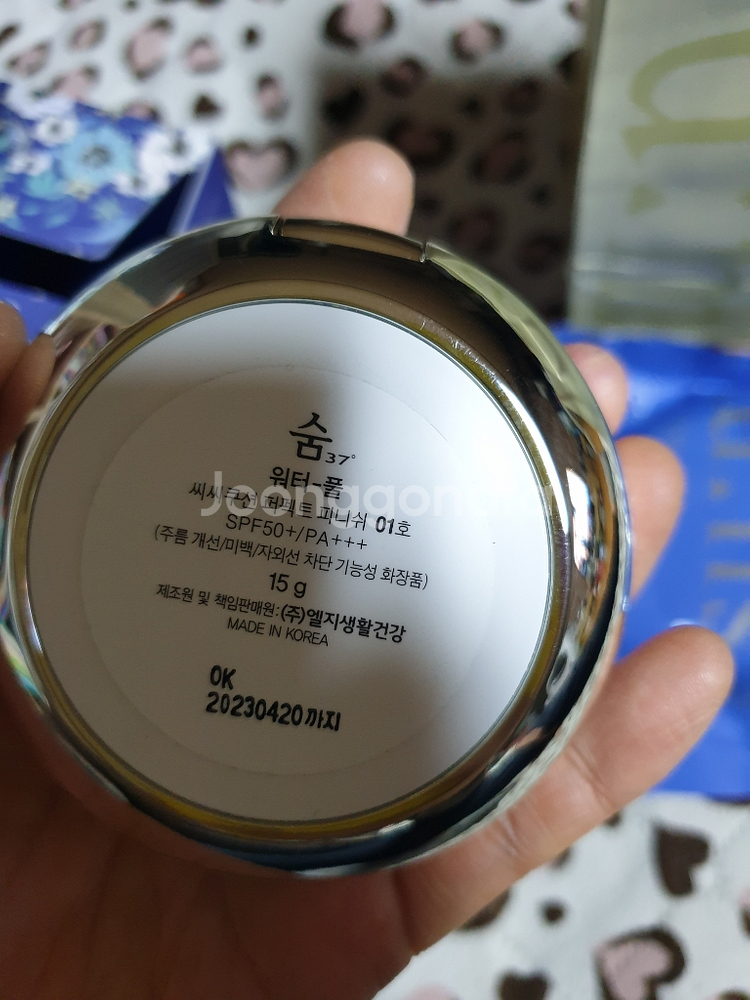 숨37°
워터-풀
씨씨쿠션 퍼펙트 피니쉬 01호
SPF50+/PA+++
(주름 개선/미백/자외선 차단 기능성 화장품)
15 g
제조원 및 책임판매원:(주)엘지생활건강
MADE IN KOREA
OK
20230420까지